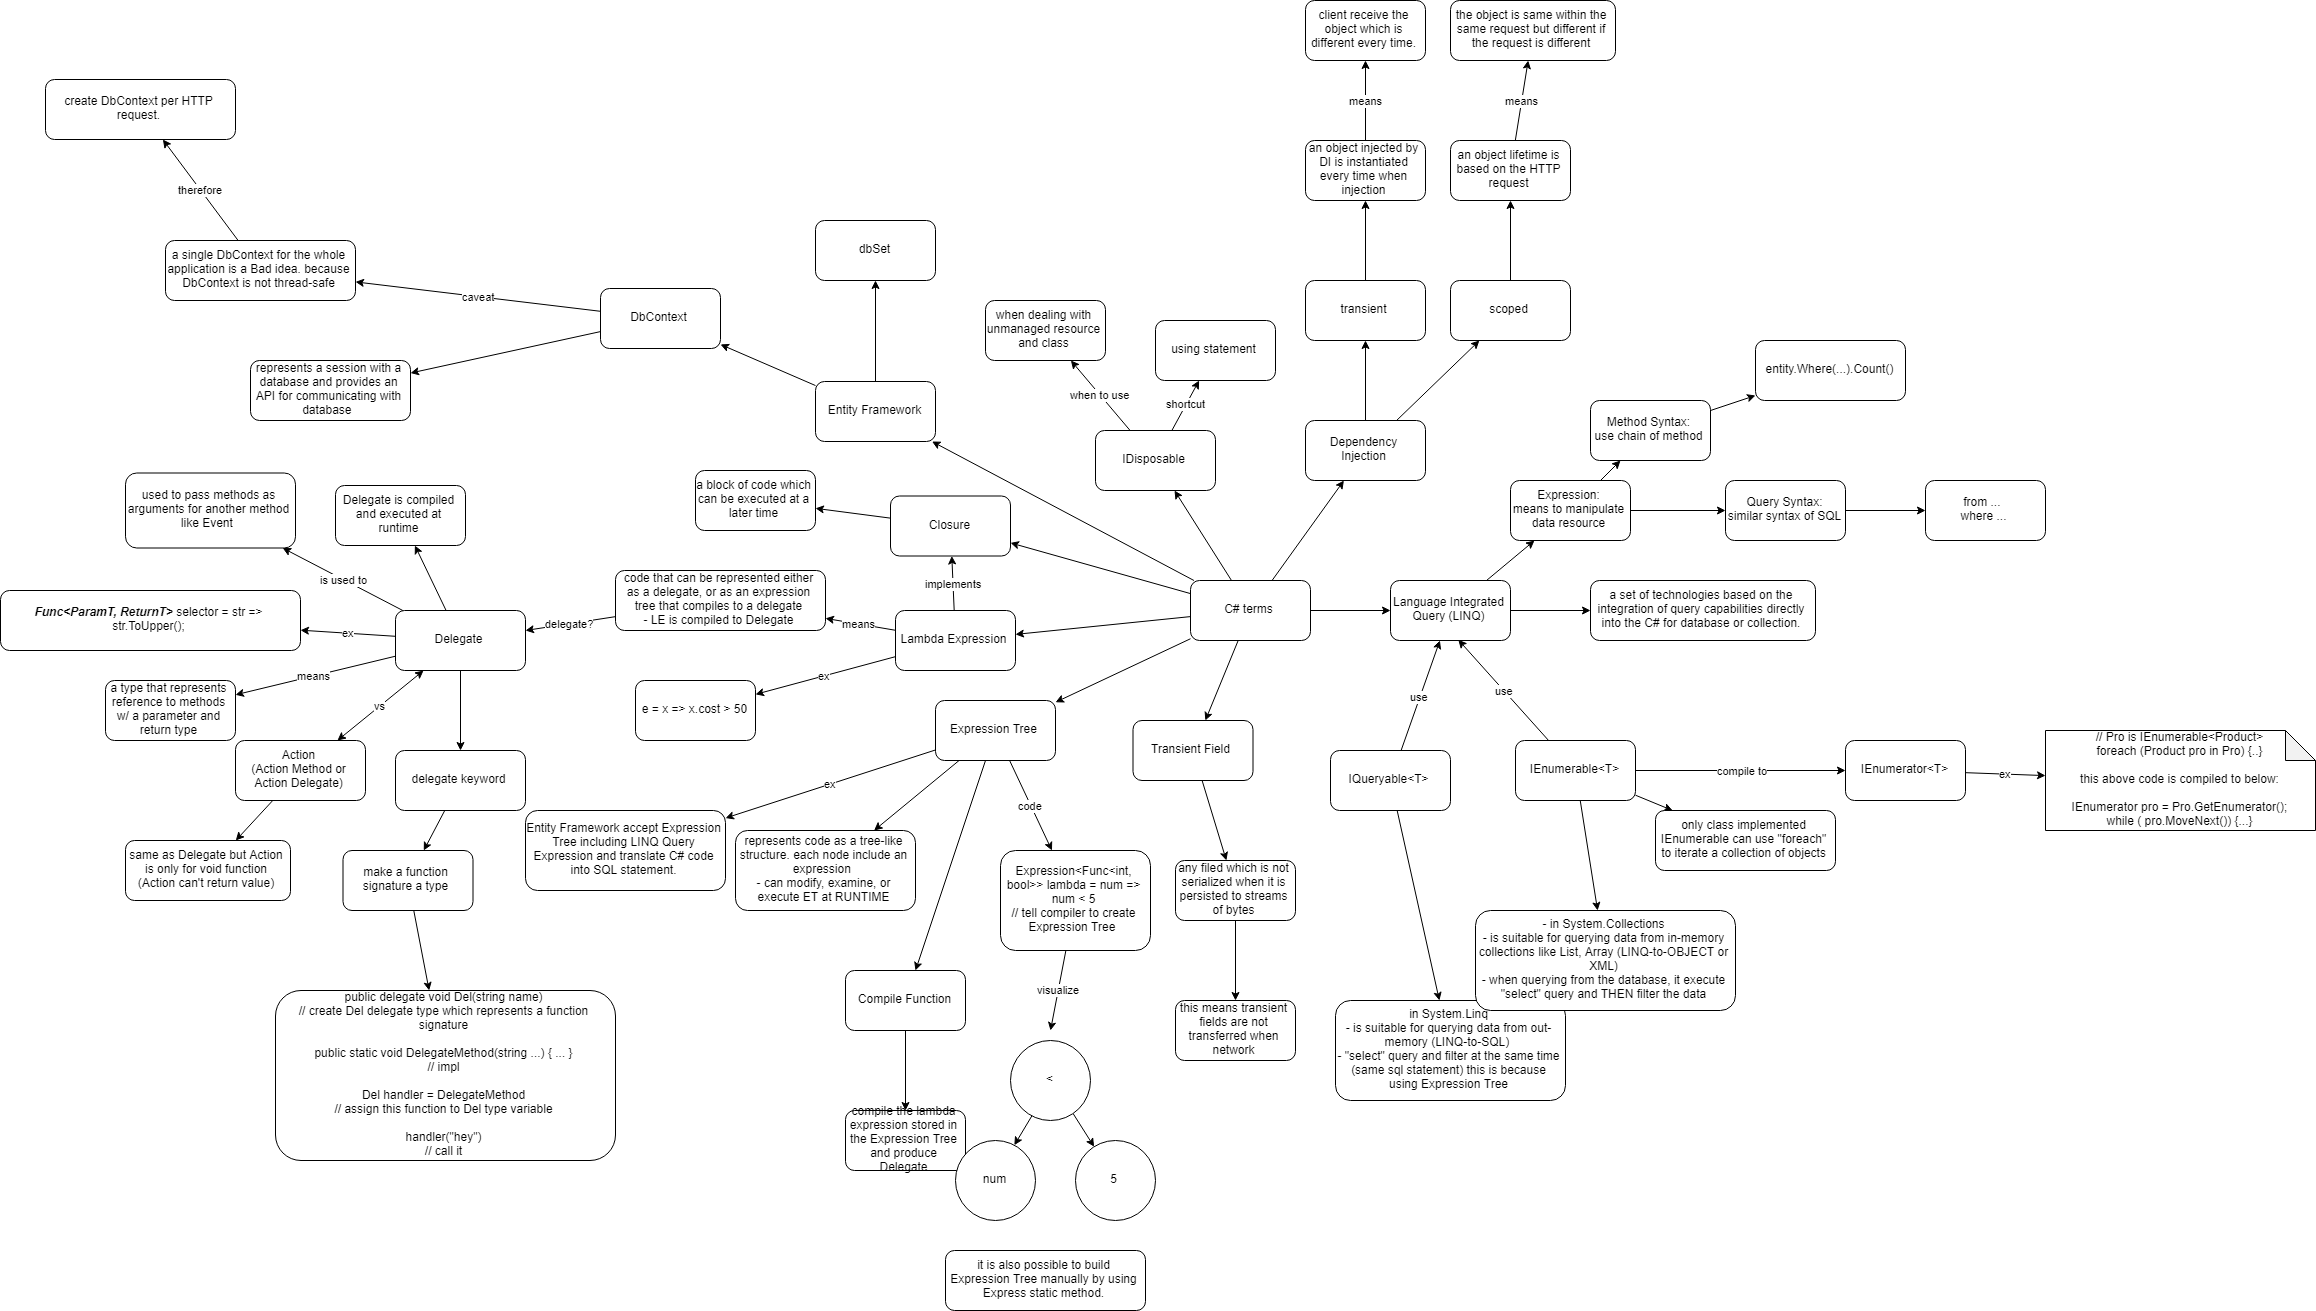 client receive the
object which is
different every time.
the object is same within the
same request but different if
the request is different
means
means
create DbContext per HTTP
request.
an object injected by
DI is instantiated
every time when
injection
an object lifetime is
based on the HTTP
request
therefore
a single DbContext for the whole
application is a Bad idea. because
DbContext is not thread-safe
dbSet
caveat
DbContext
transient
scoped
when dealing with
unmanaged resource
and class
using statement
represents a session with a
database and provides an
API for communicating with
database
when to use
shortcut
entity.Where(...).Count()
Entity Framework
Method Syntax:
use chain of method
IDisposable
Dependency
Injection
used to pass methods as
arguments for another method
like Event
Delegate is compiled
and executed at
runtime
a block of code which
can be executed at a
later time
Closure
Expression:
means to manipulate
data resource
Query Syntax:
similar syntax of SQL
from ...
where ...
is used to
implements
code that can be represented either
as a delegate, or as an expression
tree that compiles to a delegate
- LE is compiled to Delegate
Func<ParamT, ReturnT> selector = str =>
str.ToUpper();
ex
Delegate
delegate?
means
Lambda Expression
C# terms
Language Integrated
Query (LINQ)
a set of technologies based on the
integration of query capabilities directly
into the C# for database or collection.
means
a type that represents
reference to methods
w/ a parameter and
return type
vs
ex
e = x => x.cost > 50
use
use
Action
(Action Method or
Action Delegate)
delegate keyword
Expression Tree
Transient Field
IQueryable<T>
IEnumerable<T>
compile to
IEnumerator<T>
ex
// Pro is IEnumerable<Product>
foreach (Product pro in Pro) {..}
this above code is compiled to below:
IEnumerator pro = Pro.GetEnumerator();
while ( pro.MoveNext()) {...}
ex
code
same as Delegate but Action
is only for void function
(Action can't return value)
make a function
signature a type
Entity Framework accept Expression
Tree including LINQ Query
Expression and translate C# code
into SQL statement.
represents code as a tree-like
structure. each node include an
expression
- can modify, examine, or
execute ET at RUNTIME
Expression<Func<int,
bool>> lambda = num =>
num < 5
// tell compiler to create
Expression Tree
any filed which is not
serialized when it is
persisted to streams
of bytes
only class implemented
IEnumerable can use "foreach"
to iterate a collection of objects
- in System.Collections
- is suitable for querying data from in-memory
collections like List, Array (LINQ-to-OBJECT or
XML)
- when querying from the database, it execute
"select" query and THEN filter the data
public delegate void Del(string name)
// create Del delegate type which represents a function
signature
public static void DelegateMethod(string ...) { ... }
// impl
Del handler = DelegateMethod
// assign this function to Del type variable
handler("hey")
// call it
Compile Function
visualize
this means transient
fields are not
transferred when
network
in System.Linq
- is suitable for querying data from out-
memory (LINQ-to-SQL)
- "select" query and filter at the same time
(same sql statement) this is because
using Expression Tree
<
compile the lambda
expression stored in
the Expression Tree
and produce
Delegate
num
5
it is also possible to build
Expression Tree manually by using
Express static method.